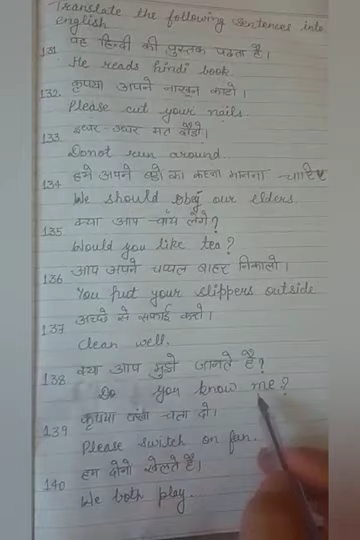 Translate the following sentences into
english
131. यह हिन्दी की पुस्तक पढता है।
He reads hindi book.
132. कृपया अपने नाखून काटो।
Please cut your nails.
133 इधर-उधर मत दौडो।
Donot run around.
134 हमे अपने बडो का कहना मानना चाहिए
We should obey our elders.
135 क्या आप चाय लेंगे?
Would you like tea?
136 आप अपने चप्पल बाहर निकालो।
You put your slippers outside
137 अच्छे से सफाई करो।
Clean well.
138 क्या आप मुझे जानते है?
Do you know me?
139 कृपया पंखा चला दो।
Please switch on fan.
140 हम दोनो खेलते है।
We both play.